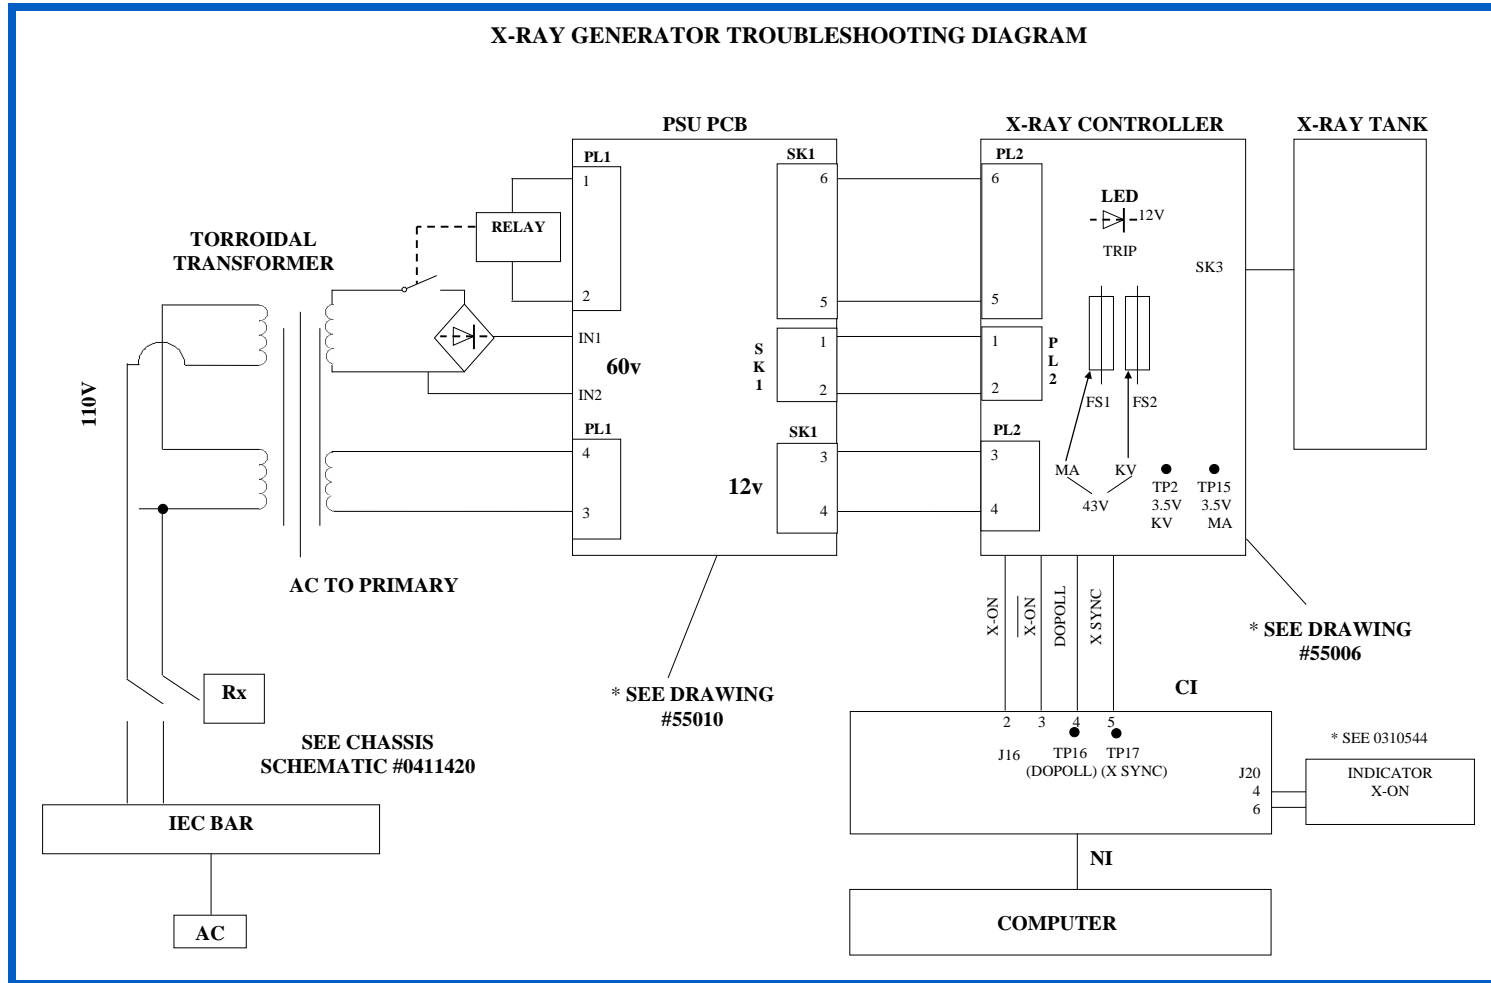 X-RAY GENERATOR TROUBLESHOOTING DIAGRAM
PSU PCB
X-RAY CONTROLLER
X-RAY TANK
PL1
1
2
RELAY
TORROIDAL
TRANSFORMER
110V
IN1
60v
IN2
PL1
4
3
12v
SK1
6
5
S
K
1
1
2
SK1
3
4
PL2
6
5
P
L
2
1
2
PL2
3
4
LED
12V
TRIP
SK3
FS1
FS2
MA
KV
43V
TP2
3.5V
KV
TP15
3.5V
MA
AC TO PRIMARY
Rx
SEE CHASSIS
SCHEMATIC #0411420
IEC BAR
AC
* SEE DRAWING
#55010
* SEE DRAWING
#55006
X-ON
X-ON
DOPOLL
X SYNC
CI
2 3 4 5
J16
TP16
(DOPOLL)
TP17
(X SYNC)
J20
4
6
* SEE 0310544
INDICATOR
X-ON
NI
COMPUTER